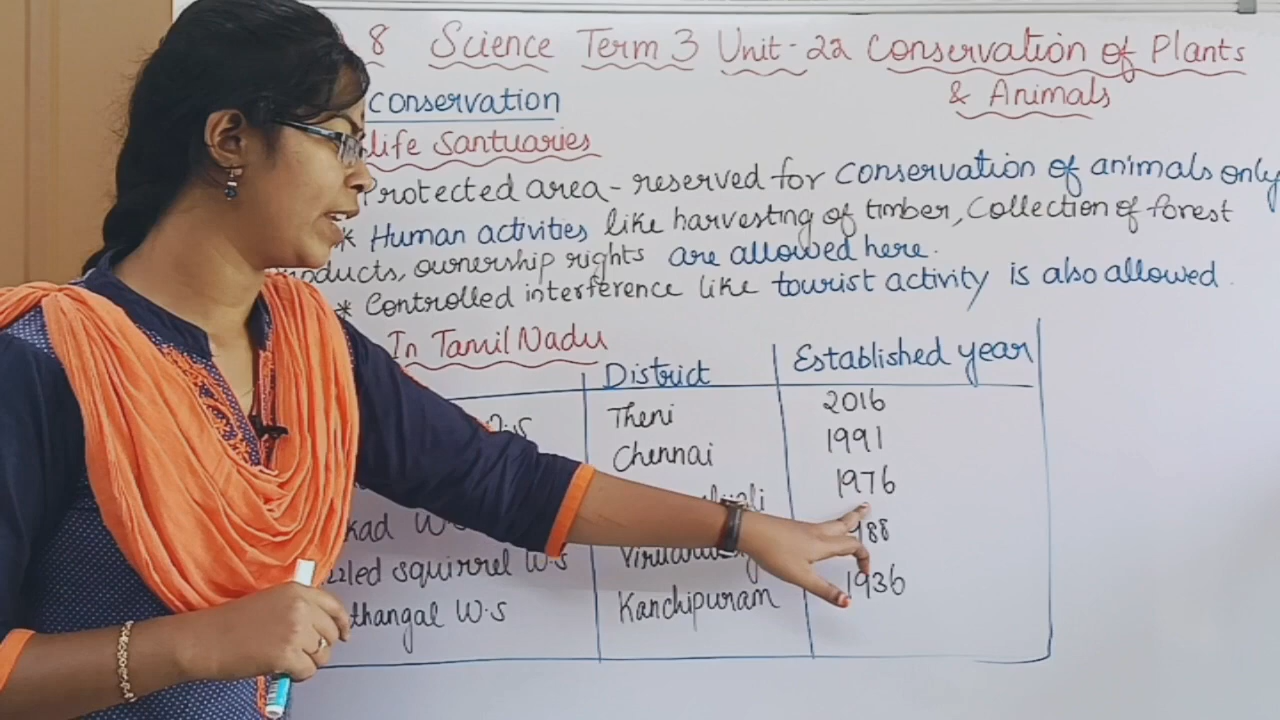 8 Science Term 3 Unit - 22 Conservation of Plants
& Animals
conservation
life Santuaries
Protected area - reserved for conservation of animals only
* Human activities like harvesting of timber, Collection of forest
products, ownership rights are allowed here.
* Controlled interference like tourist activity is also allowed.
In Tamil Nadu
District Established year
W.S Theni 2016
Chennai 1991
1976
kad 88
zzled squirrel W.S 1936
thangal W.S Kanchipuram